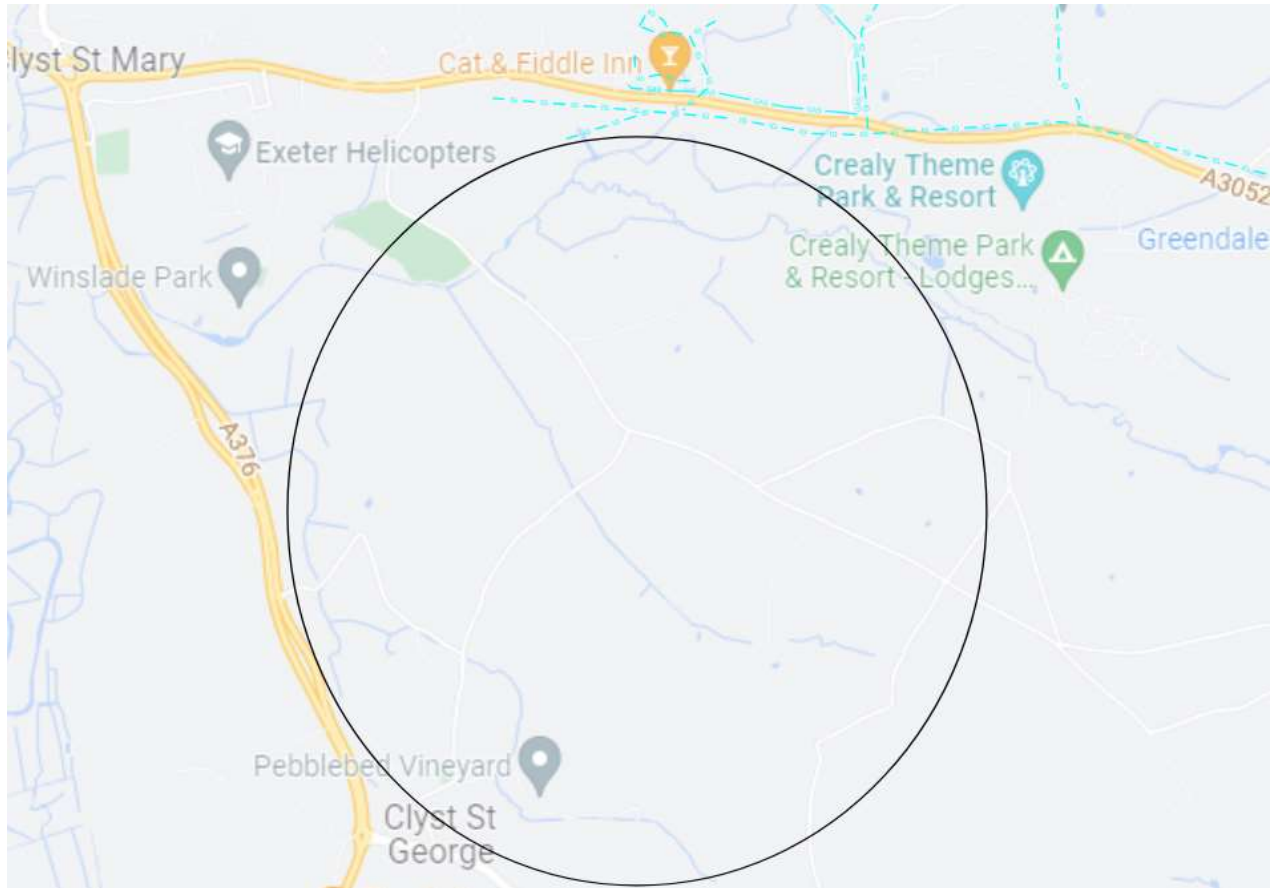 lyst St Mary
Cat & Fiddle Inn
Exeter Helicopters
Crealy Theme
Park & Resort
A3052
Winslade Park
Crealy Theme Park
& Resort - Lodges...
Greendale
A376
Pebblebed Vineyard
Clyst St
George